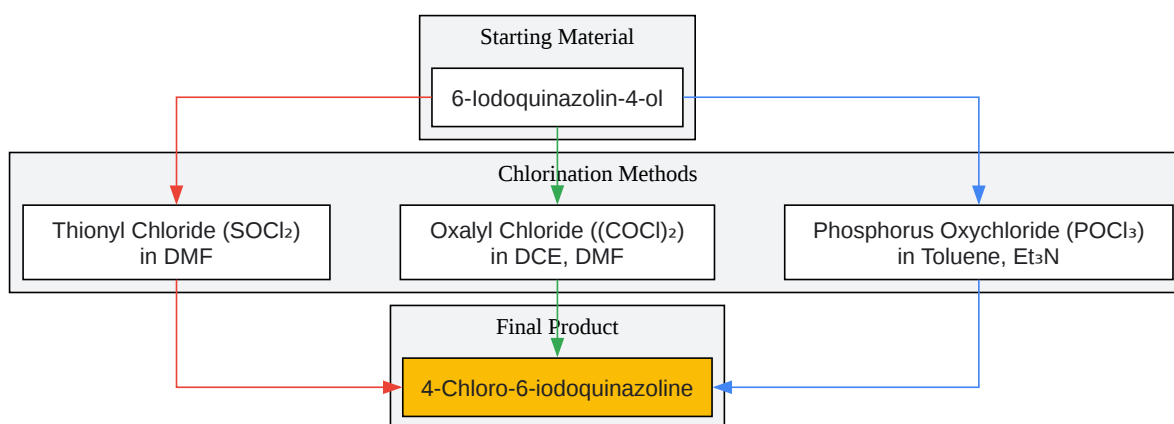 Starting Material
6-Iodoquinazolin-4-ol
Chlorination Methods
Thionyl Chloride (SOCl₂)
in DMF
Oxalyl Chloride ((COCl)₂)
in DCE, DMF
Phosphorus Oxychloride (POCl₃)
in Toluene, Et₃N
Final Product
4-Chloro-6-iodoquinazoline